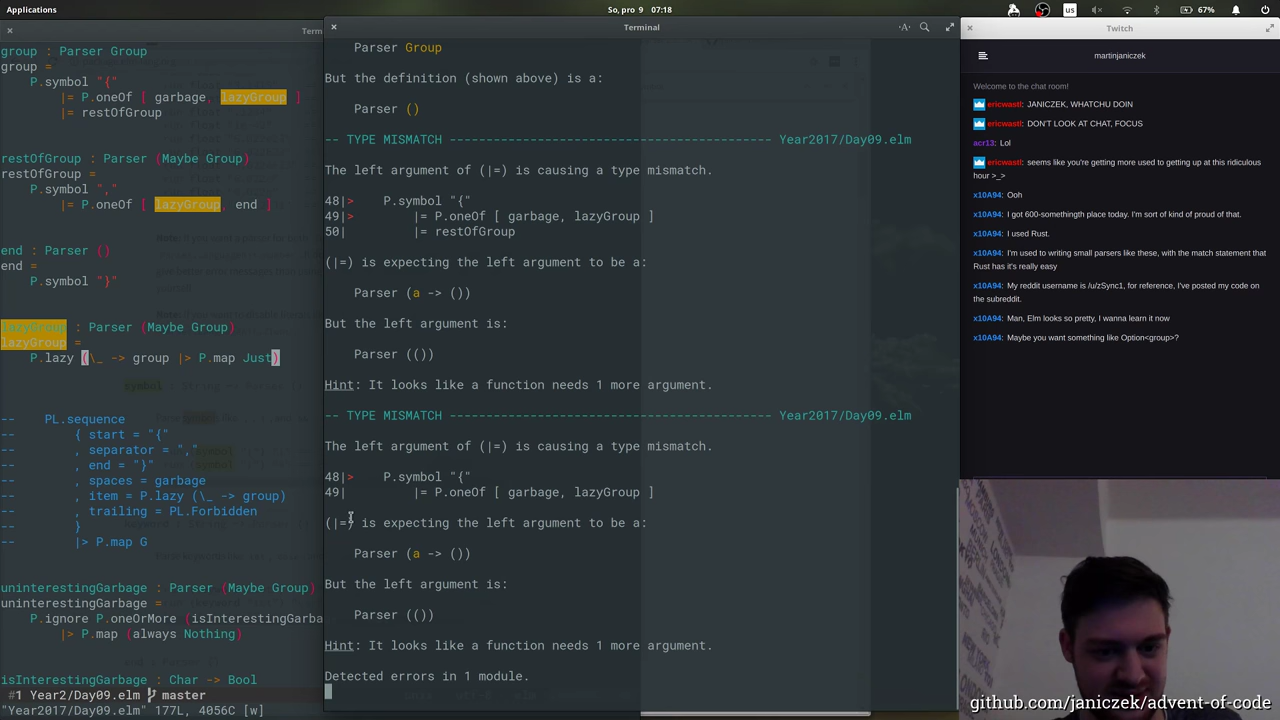 Applications
So, pro 9 07:18
us
67%
Term
group : Parser Group
group =
P.symbol "{"
|= P.oneOf [ garbage, lazyGroup ]
|= restOfGroup
restOfGroup : Parser (Maybe Group)
restOfGroup =
P.symbol ","
|= P.oneOf [ lazyGroup, end ]
end : Parser ()
end =
P.symbol "}"
lazyGroup : Parser (Maybe Group)
lazyGroup =
P.lazy (\_ -> group |> P.map Just)
-- PL.sequence
-- { start = "{"
-- , separator = ","
-- , end = "}"
-- , spaces = garbage
-- , item = P.lazy (\_ -> group)
-- , trailing = PL.Forbidden
-- }
-- |> P.map G
uninterestingGarbage : Parser (Maybe Group)
uninterestingGarbage =
P.ignore P.oneOrMore (isInterestingGarba
|> P.map (always Nothing)
isInterestingGarbage : Char -> Bool
#1 Year2/Day09.elm master
"Year2017/Day09.elm" 177L, 4056C [w]
Terminal
Parser Group
But the definition (shown above) is a:
Parser ()
-- TYPE MISMATCH ------------------------------------------ Year2017/Day09.elm
The left argument of (|=) is causing a type mismatch.
48|> P.symbol "{"
49|> |= P.oneOf [ garbage, lazyGroup ]
50| |= restOfGroup
(|=) is expecting the left argument to be a:
Parser (a -> ())
But the left argument is:
Parser (())
Hint: It looks like a function needs 1 more argument.
-- TYPE MISMATCH ------------------------------------------ Year2017/Day09.elm
The left argument of (|=) is causing a type mismatch.
48|> P.symbol "{"
49| |= P.oneOf [ garbage, lazyGroup ]
(|=) is expecting the left argument to be a:
Parser (a -> ())
But the left argument is:
Parser (())
Hint: It looks like a function needs 1 more argument.
Detected errors in 1 module.
Twitch
martinjaniczek
Welcome to the chat room!
ericwastl: JANICZEK, WHATCHU DOIN
ericwastl: DON'T LOOK AT CHAT, FOCUS
acr13: Lol
ericwastl: seems like you're getting more used to getting up at this ridiculous
hour >_>
x10A94: Ooh
x10A94: I got 600-somethingth place today. I'm sort of kind of proud of that.
x10A94: I used Rust.
x10A94: I'm used to writing small parsers like these, with the match statement that
Rust has it's really easy
x10A94: My reddit username is /u/zSync1, for reference, I've posted my code on
the subreddit.
x10A94: Man, Elm looks so pretty, I wanna learn it now
x10A94: Maybe you want something like Option<group>?
github.com/janiczek/advent-of-code